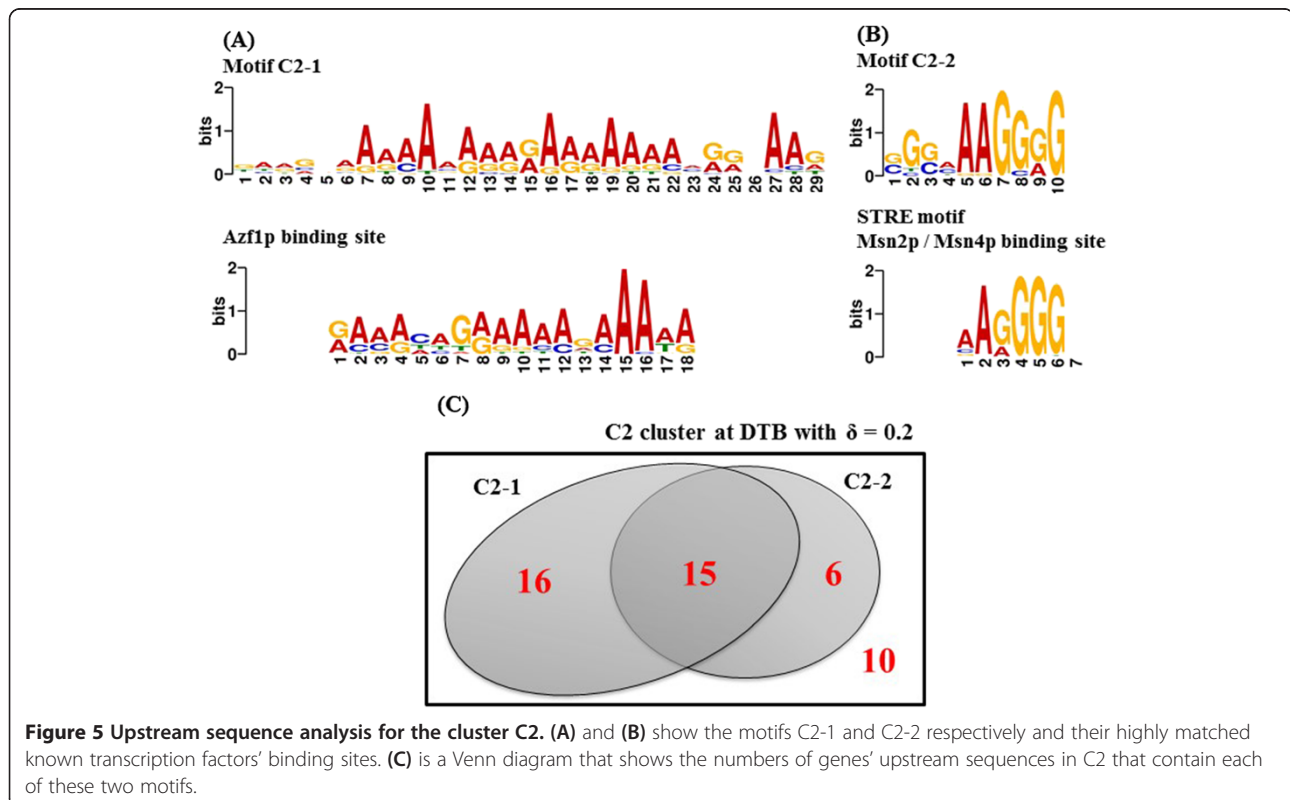 (A)
Motif C2-1
2
1
0
bits
1 2 3 4 5 6 7 8 9 10 11 12 13 14 15 16 17 18 19 20 21 22 23 24 25 26 27 28 29
Azf1p binding site
2
1
0
bits
1 2 3 4 5 6 7 8 9 10 11 12 13 14 15 16 17 18
(B)
Motif C2-2
2
1
0
bits
1 2 3 4 5 6 7 8 9 10
STRE motif
Msn2p / Msn4p binding site
2
1
0
bits
1 2 3 4 5 6 7
(C)
C2 cluster at DTB with δ = 0.2
C2-1
C2-2
16
15
6
10
Figure 5 Upstream sequence analysis for the cluster C2. (A) and (B) show the motifs C2-1 and C2-2 respectively and their highly matched
known transcription factors' binding sites. (C) is a Venn diagram that shows the numbers of genes' upstream sequences in C2 that contain each
of these two motifs.